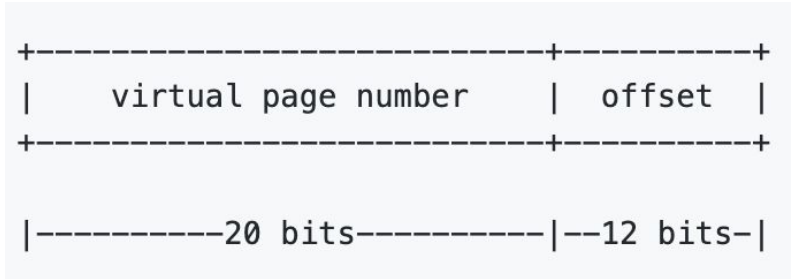 +---------------------------+----------+
|    virtual page number    |  offset  |
+---------------------------+----------+
|----------20 bits----------|--12 bits-|